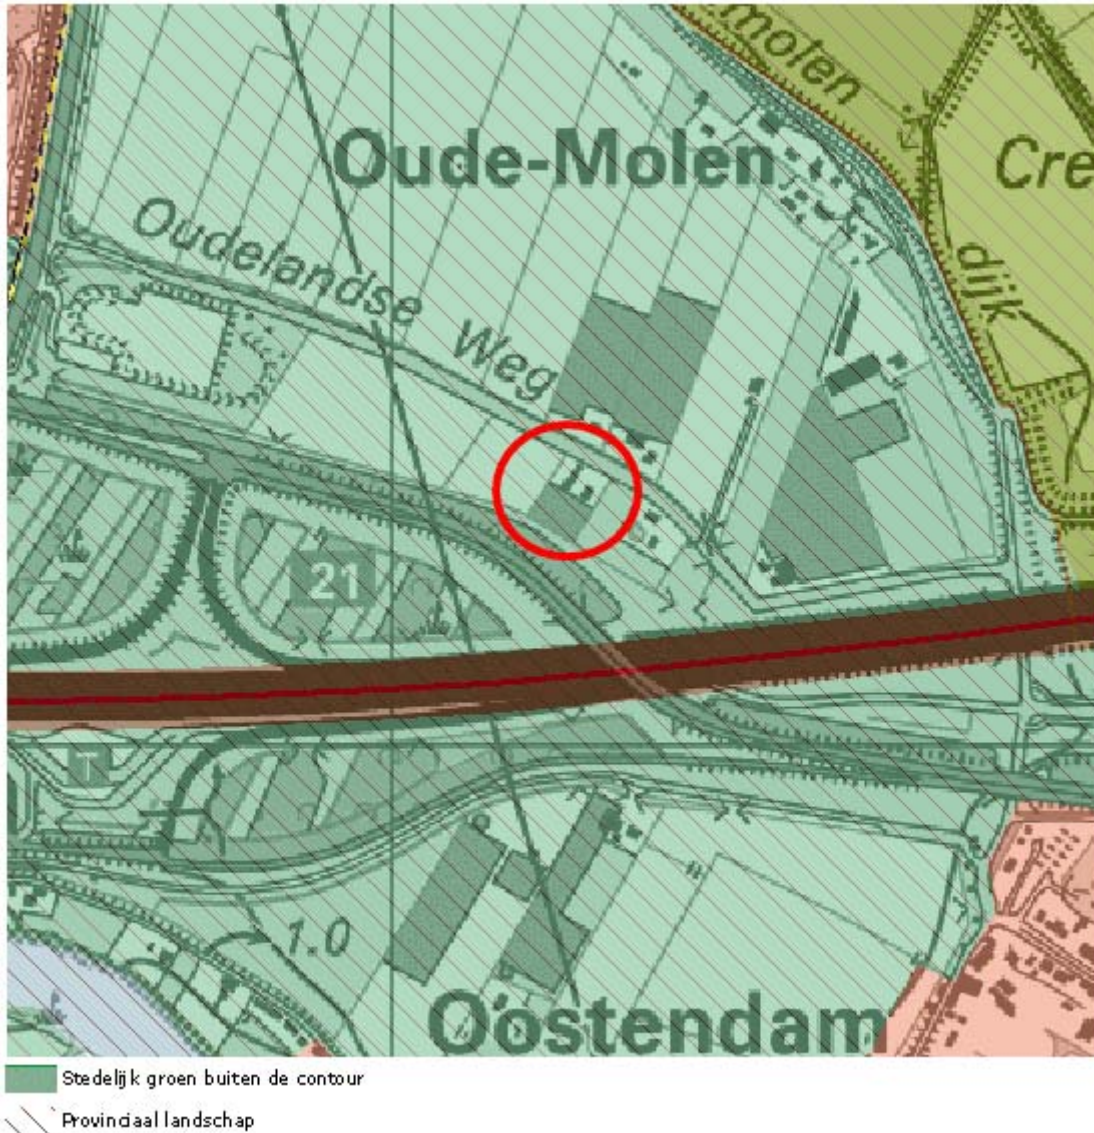 molen
Oude-Molen
Cre
Oudelandse Weg
dijk
21
T
1.0
Oostendam
Stedelijk groen buiten de contour
Provinciaal landschap